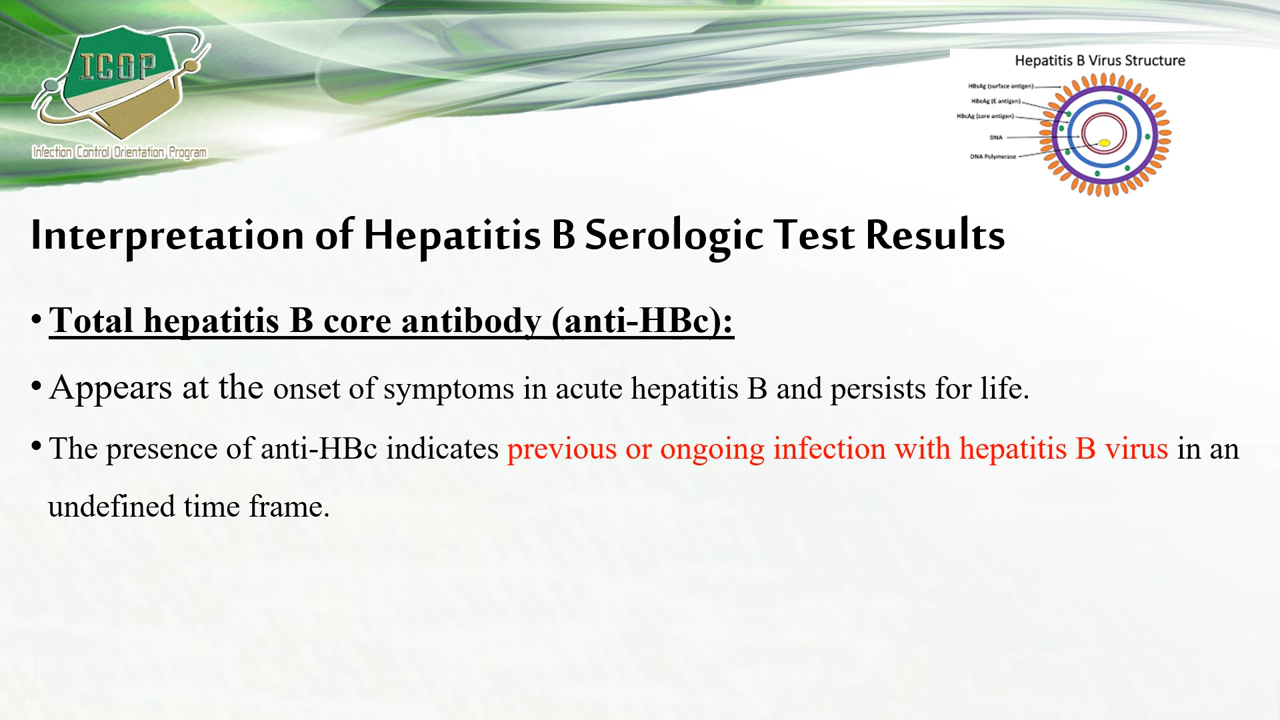 ICOP
Infection Control Orientation Program
Hepatitis B Virus Structure
HBsAg (surface antigen)
HBeAg (E antigen)
HBcAg (core antigen)
DNA
DNA Polymerase
Interpretation of Hepatitis B Serologic Test Results
• Total hepatitis B core antibody (anti-HBc):
• Appears at the onset of symptoms in acute hepatitis B and persists for life.
• The presence of anti-HBc indicates previous or ongoing infection with hepatitis B virus in an
undefined time frame.